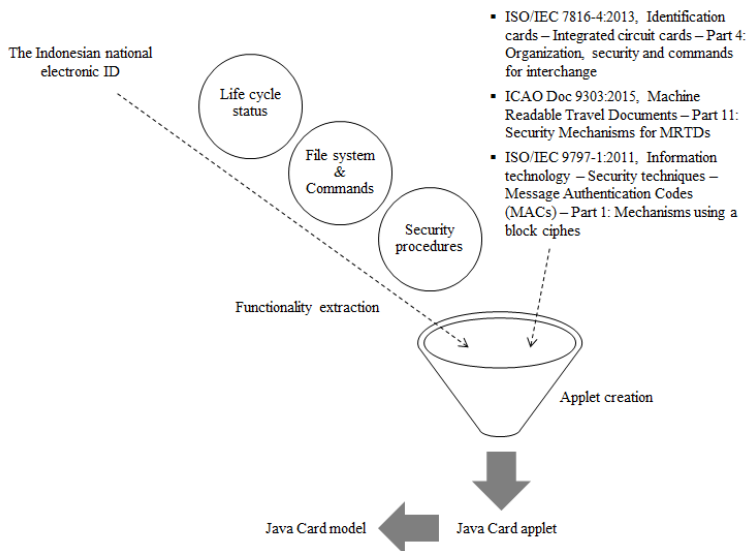 The Indonesian national
electronic ID
Life cycle
status
File system
&
Commands
Security
procedures
▪ ISO/IEC 7816-4:2013, Identification
cards – Integrated circuit cards – Part 4:
Organization, security and commands
for interchange
▪ ICAO Doc 9303:2015, Machine
Readable Travel Documents – Part 11:
Security Mechanisms for MRTDs
▪ ISO/IEC 9797-1:2011, Information
technology – Security techniques –
Message Authentication Codes
(MACs) – Part 1: Mechanisms using a
block ciphes
Functionality extraction
Applet creation
Java Card model
Java Card applet